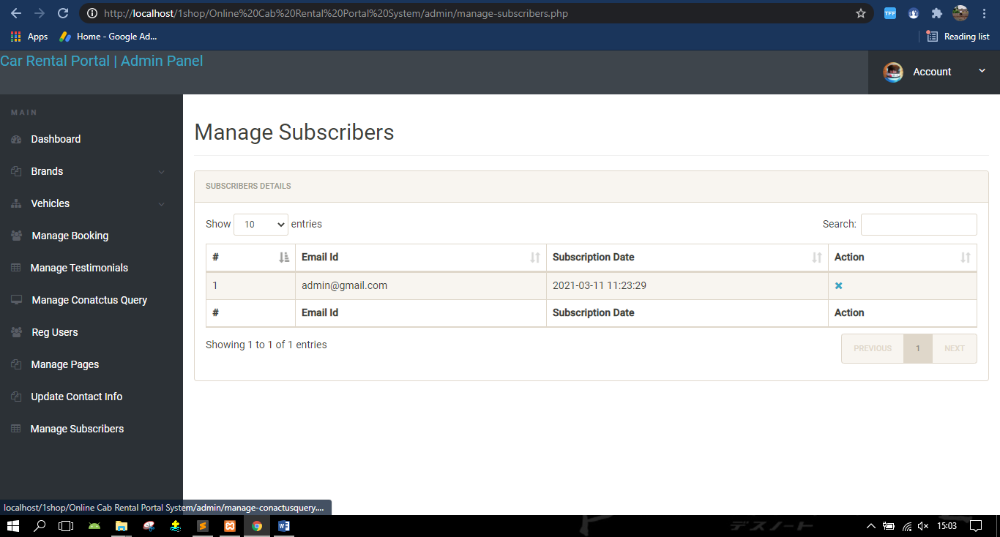 http://localhost/1shop/Online%20Cab%20Rental%20Portal%20System/admin/manage-subscribers.php
TFF
Apps
Home - Google Ad...
Reading list
Car Rental Portal | Admin Panel
Account
MAIN
Dashboard
Brands
Vehicles
Manage Booking
Manage Testimonials
Manage Conatctus Query
Reg Users
Manage Pages
Update Contact Info
Manage Subscribers
Manage Subscribers
SUBSCRIBERS DETAILS
Show 10 entries
Search:
# Email Id Subscription Date Action
1 admin@gmail.com 2021-03-11 11:23:29
# Email Id Subscription Date Action
Showing 1 to 1 of 1 entries
PREVIOUS 1 NEXT
localhost/1shop/Online Cab Rental Portal System/admin/manage-conactusquery....
デスノート
15:03